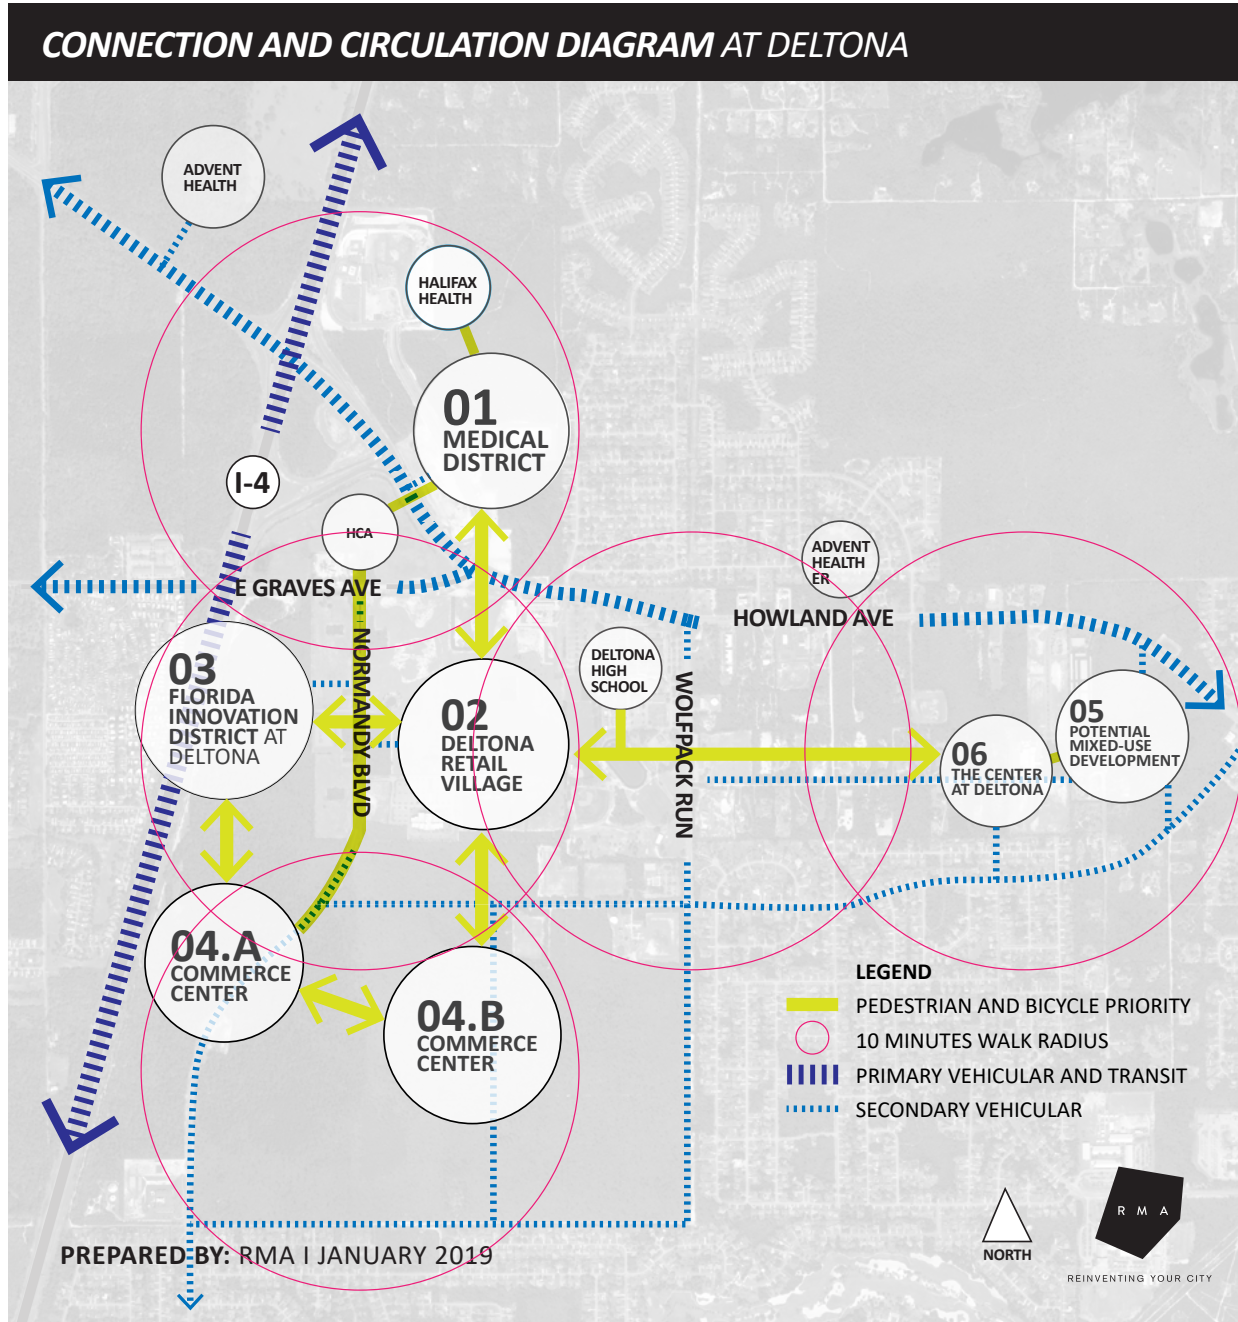 CONNECTION AND CIRCULATION DIAGRAM AT DELTONA
ADVENT
HEALTH
HALIFAX
HEALTH
01
MEDICAL
DISTRICT
I-4
HCA
ADVENT
HEALTH
ER
E GRAVES AVE
HOWLAND AVE
NORMANDY BLVD
DELTONA
HIGH
SCHOOL
WOLFPACK RUN
03
FLORIDA
INNOVATION
DISTRICT AT
DELTONA
02
DELTONA
RETAIL
VILLAGE
05
POTENTIAL
MIXED-USE
DEVELOPMENT
06
THE CENTER
AT DELTONA
04.A
COMMERCE
CENTER
04.B
COMMERCE
CENTER
LEGEND
PEDESTRIAN AND BICYCLE PRIORITY
10 MINUTES WALK RADIUS
PRIMARY VEHICULAR AND TRANSIT
SECONDARY VEHICULAR
PREPARED BY: RMA I JANUARY 2019
NORTH
R M A
REINVENTING YOUR CITY